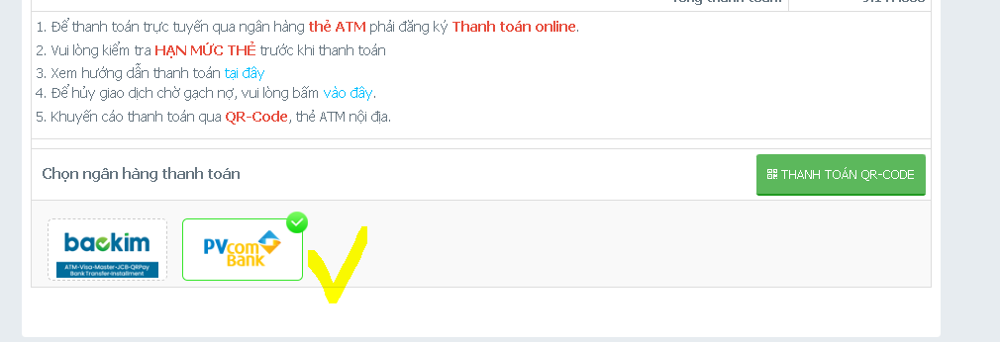 1. Để thanh toán trực tuyến qua ngân hàng thẻ ATM phải đăng ký Thanh toán online.
2. Vui lòng kiểm tra HẠN MỨC THẺ trước khi thanh toán
3. Xem hướng dẫn thanh toán tại đây
4. Để hủy giao dịch chờ gạch nợ, vui lòng bấm vào đây.
5. Khuyến cáo thanh toán qua QR-Code, thẻ ATM nội địa.
Chọn ngân hàng thanh toán
THANH TOÁN QR-CODE
baokim
ATM-Visa-Master-JCB-QRPay
Bank Transfer-Installment
PVcom
BANK